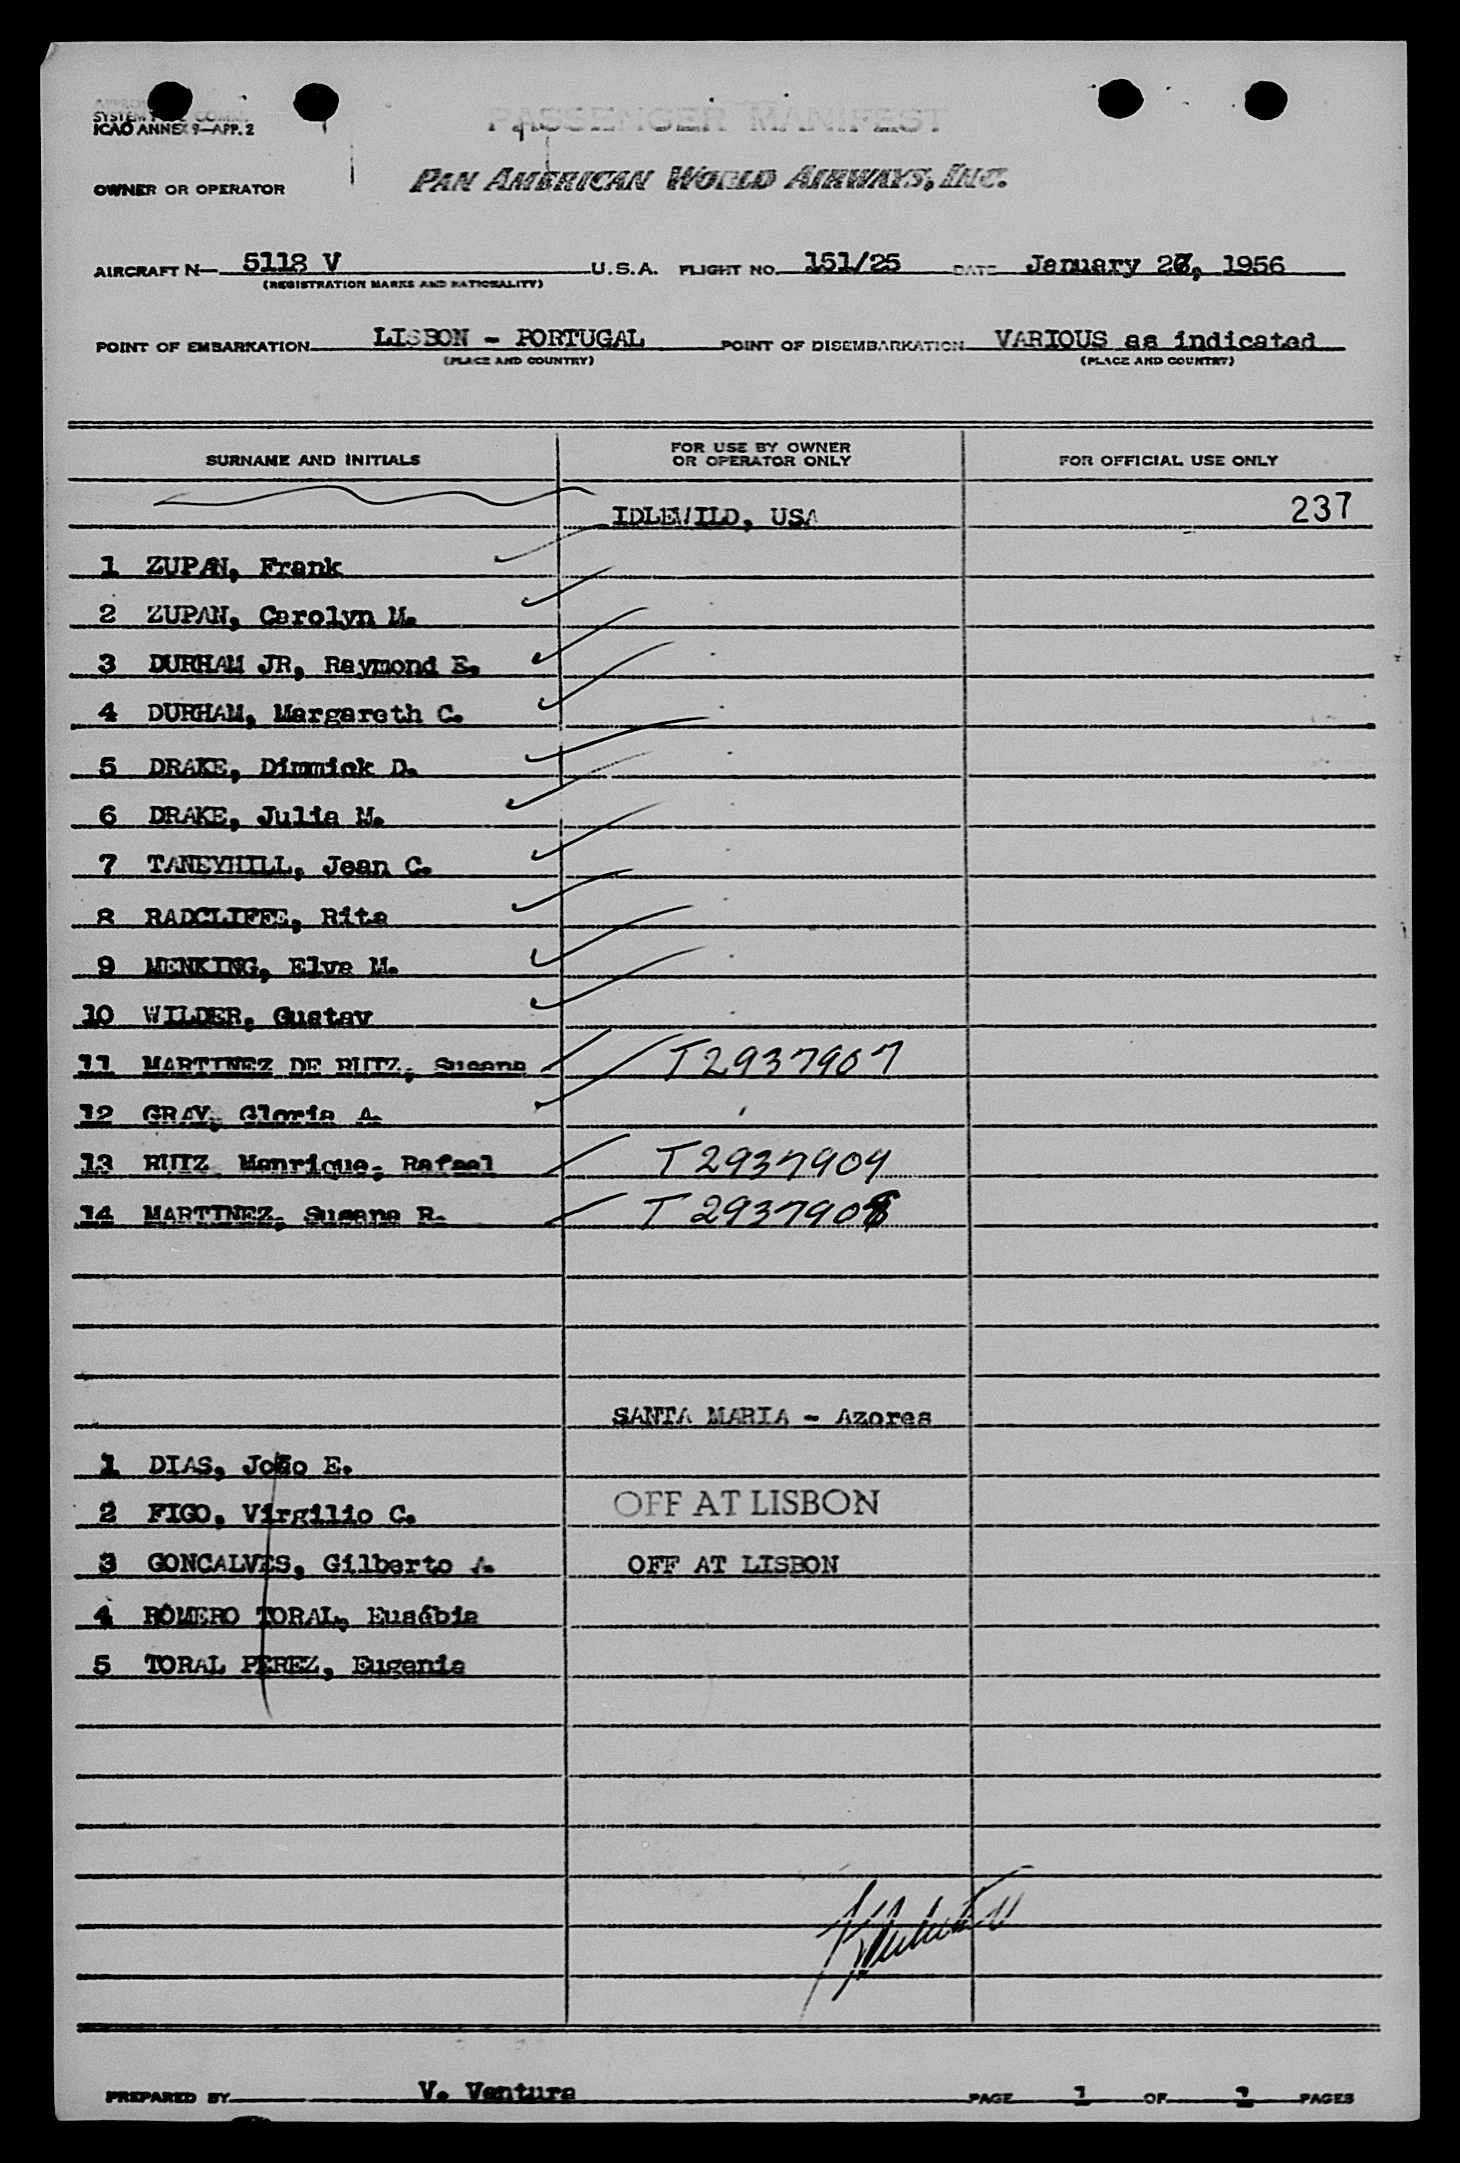 SYSTEM
ICAO ANNEX 9—APP. 2
PASSENGER MANIFEST
OWNER OR OPERATOR PAN AMERICAN WORLD AIRWAYS, INC.
AIRCRAFT N— 5118 V U.S.A. FLIGHT NO. 151/25 DATE January 1956
(REGISTRATION MARKS AND NATIONALITY)
POINT OF EMBARKATION LISBON - PORTUGAL POINT OF DISEMBARKATION VARIOUS as indicated
(PLACE AND COUNTRY) (PLACE AND COUNTRY)
SURNAME AND INITIALS FOR USE BY OWNER OR OPERATOR ONLY FOR OFFICIAL USE ONLY
IDLEWILD, USA 237
1 ZUPAN, Frank
2 ZUPAN, Carolyn M.
3 DURHAM JR, Raymond E.
4 DURHAM, Margareth C.
5 DRAKE, Dimmick D.
6 DRAKE, Julia M.
7 TANEYHILL, Jean C.
8 RADCLIFFE, Rita
9 MENKING, Elva M.
10 WILDER, Gustav
11 MARTINEZ DE RUIZ, Susana T2937907
12 GRAY, Gloria A.
13 RUIZ Manrique, Rafael T2937909
14 MARTINEZ, Susana R. T2937908
SANTA MARIA - Azores
1 DIAS, João E.
2 FIGO, Virgilio C. OFF AT LISBON
3 GONCALVES, Gilberto A. OFF AT LISBON
4 ROMERO TORAL, Eusébia
5 TORAL PEREZ, Eugenia
PREPARED BY V. Ventura PAGE 1 OF PAGES